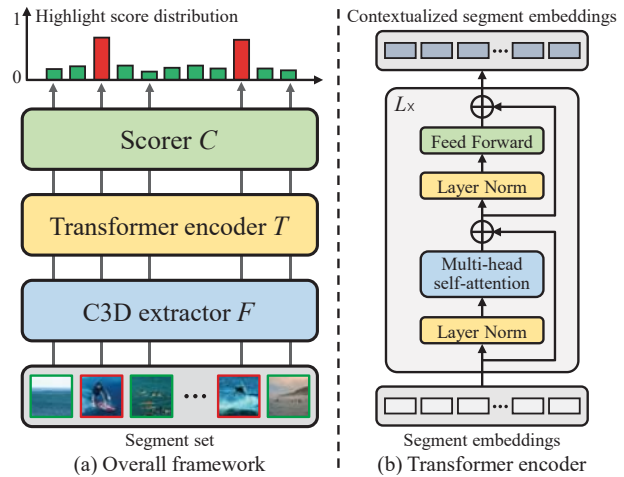 Highlight score distribution
1
0
Scorer C
Transformer encoder T
C3D extractor F
...
Segment set
(a) Overall framework
Contextualized segment embeddings
...
L×
Feed Forward
Layer Norm
Multi-head
self-attention
Layer Norm
...
Segment embeddings
(b) Transformer encoder